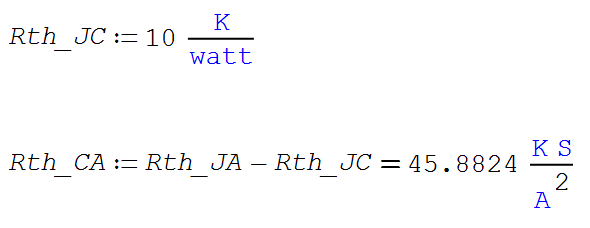 Rth_JC := 10 K/watt
Rth_CA := Rth_JA − Rth_JC = 45.8824 K S/A²